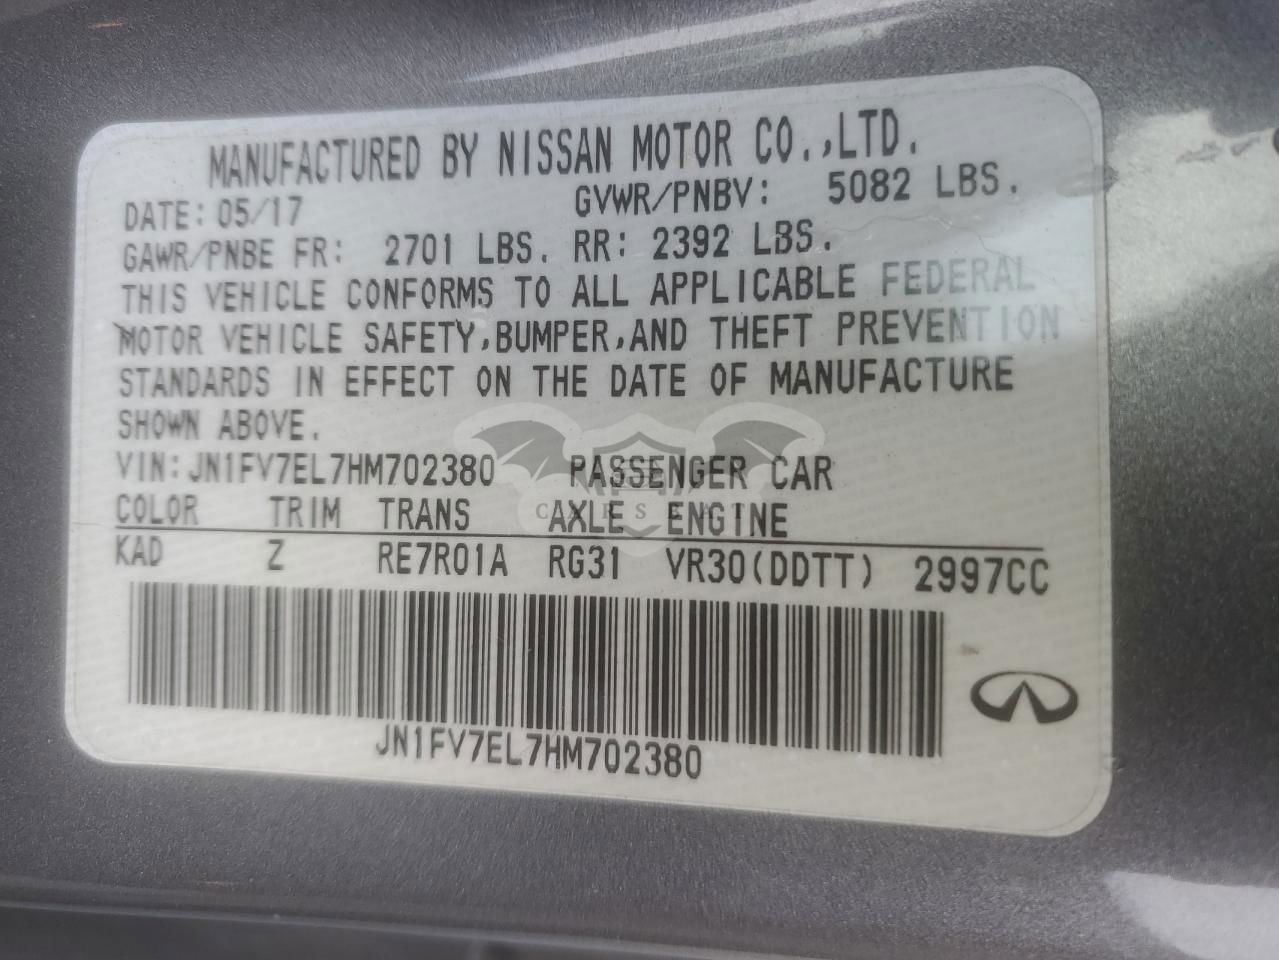 MANUFACTURED BY NISSAN MOTOR CO.,LTD.
DATE: 05/17 GVWR/PNBV: 5082 LBS.
GAWR/PNBE FR: 2701 LBS. RR: 2392 LBS.
THIS VEHICLE CONFORMS TO ALL APPLICABLE FEDERAL
MOTOR VEHICLE SAFETY,BUMPER,AND THEFT PREVENTION
STANDARDS IN EFFECT ON THE DATE OF MANUFACTURE
SHOWN ABOVE.
VIN:JN1FV7EL7HM702380 PASSENGER CAR
COLOR TRIM TRANS AXLE ENGINE
KAD Z RE7R01A RG31 VR30(DDTT) 2997CC
JN1FV7EL7HM702380